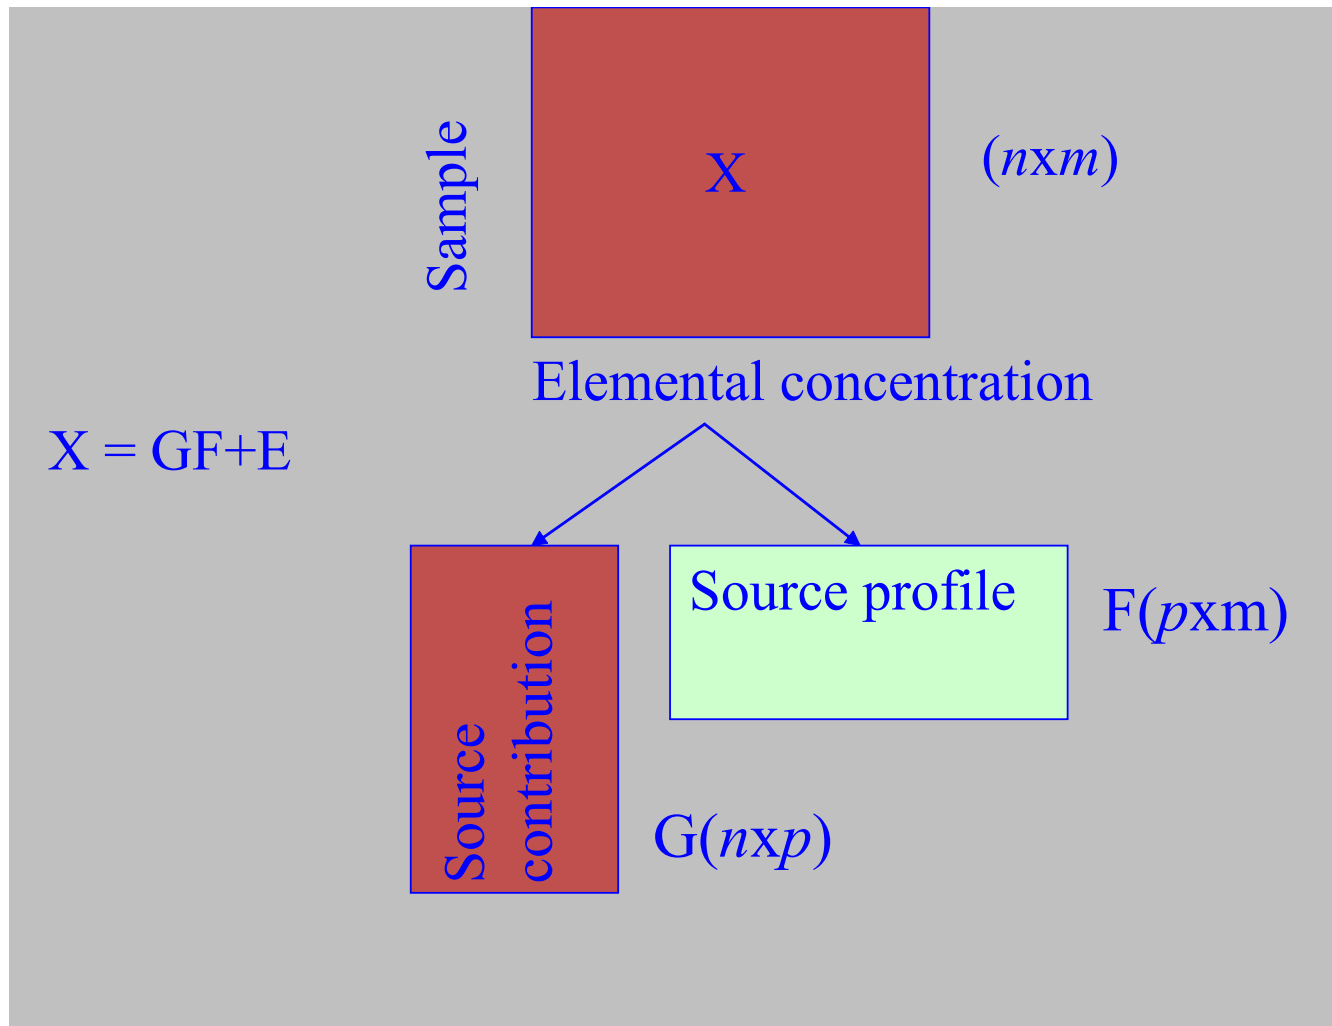 Sample
X
(nxm)
Elemental concentration
X = GF+E
Source profile
F(pxm)
Source
contribution
G(nxp)